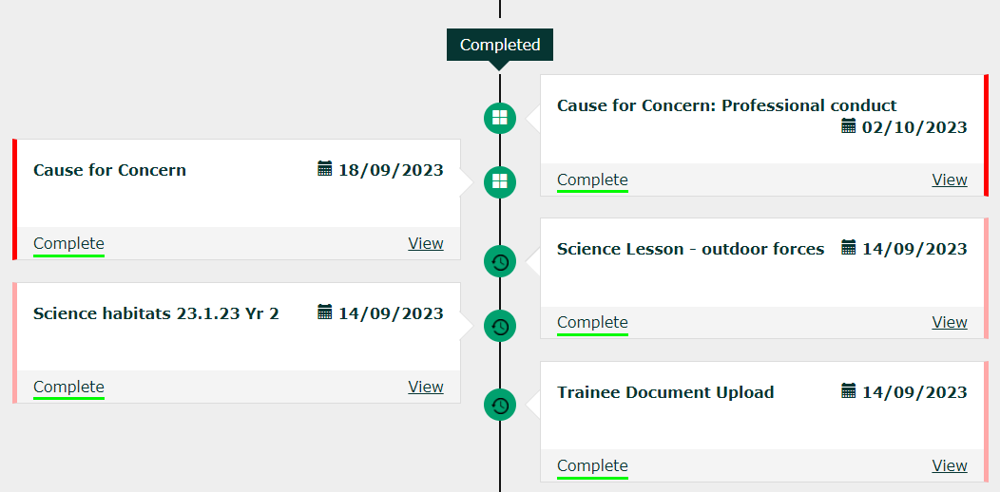 Completed
Cause for Concern: Professional conduct
02/10/2023
Complete View
Cause for Concern 18/09/2023
Complete View
Science Lesson - outdoor forces 14/09/2023
Complete View
Science habitats 23.1.23 Yr 2 14/09/2023
Complete View
Trainee Document Upload 14/09/2023
Complete View